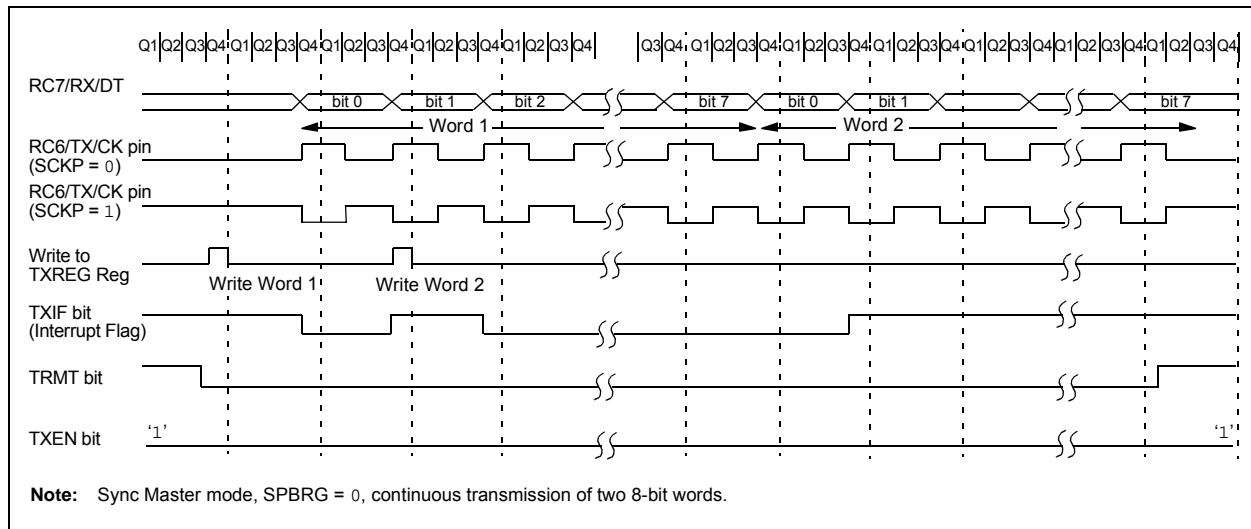 Q1 Q2 Q3 Q4 Q1 Q2 Q3 Q4 Q1 Q2 Q3 Q4 Q1 Q2 Q3 Q4 Q1 Q2 Q3 Q4 Q3 Q4 Q1 Q2 Q3 Q4 Q1 Q2 Q3 Q4 Q1 Q2 Q3 Q4 Q1 Q2 Q3 Q4 Q1 Q2 Q3 Q4 Q1 Q2 Q3 Q4
RC7/RX/DT
bit 0 bit 1 bit 2 bit 7 bit 0 bit 1 bit 7
Word 1 Word 2
RC6/TX/CK pin
(SCKP = 0)
RC6/TX/CK pin
(SCKP = 1)
Write to
TXREG Reg
Write Word 1 Write Word 2
TXIF bit
(Interrupt Flag)
TRMT bit
TXEN bit
‘1’ ‘1’
Note: Sync Master mode, SPBRG = 0, continuous transmission of two 8-bit words.